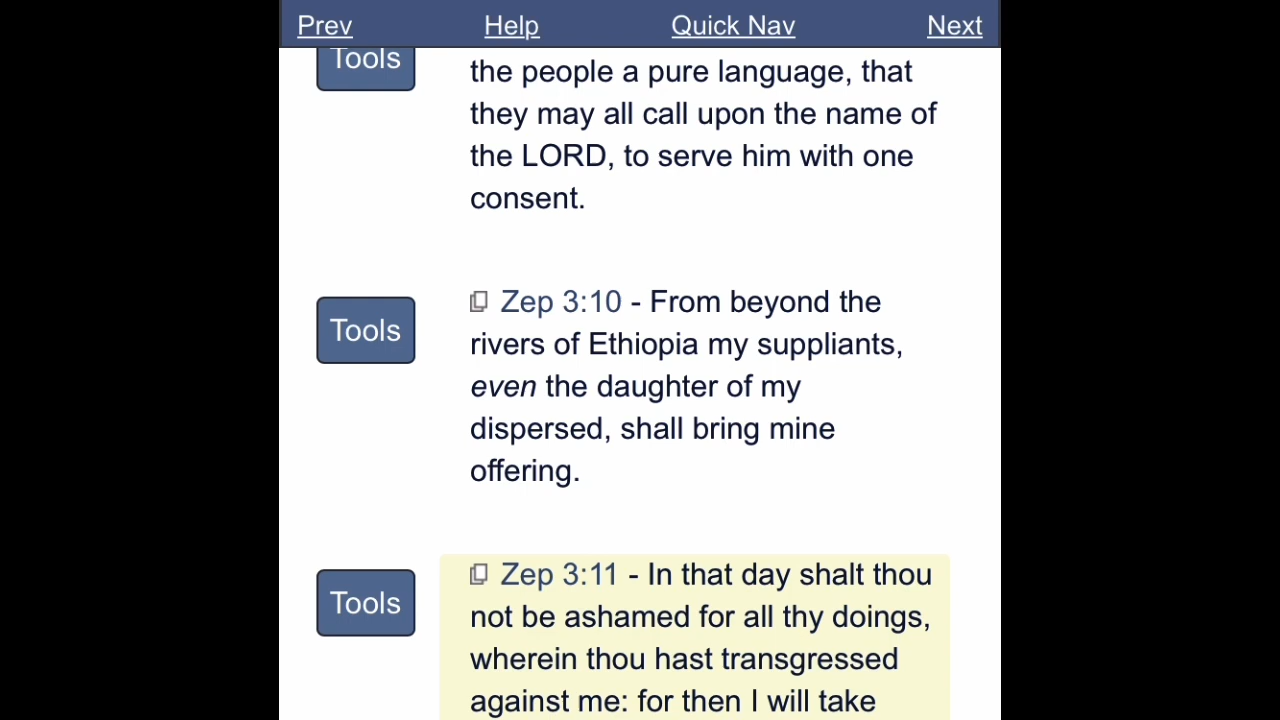 Prev Help Quick Nav Next
Tools
the people a pure language, that
they may all call upon the name of
the LORD, to serve him with one
consent.
Tools
Zep 3:10 - From beyond the
rivers of Ethiopia my suppliants,
even the daughter of my
dispersed, shall bring mine
offering.
Tools
Zep 3:11 - In that day shalt thou
not be ashamed for all thy doings,
wherein thou hast transgressed
against me: for then I will take